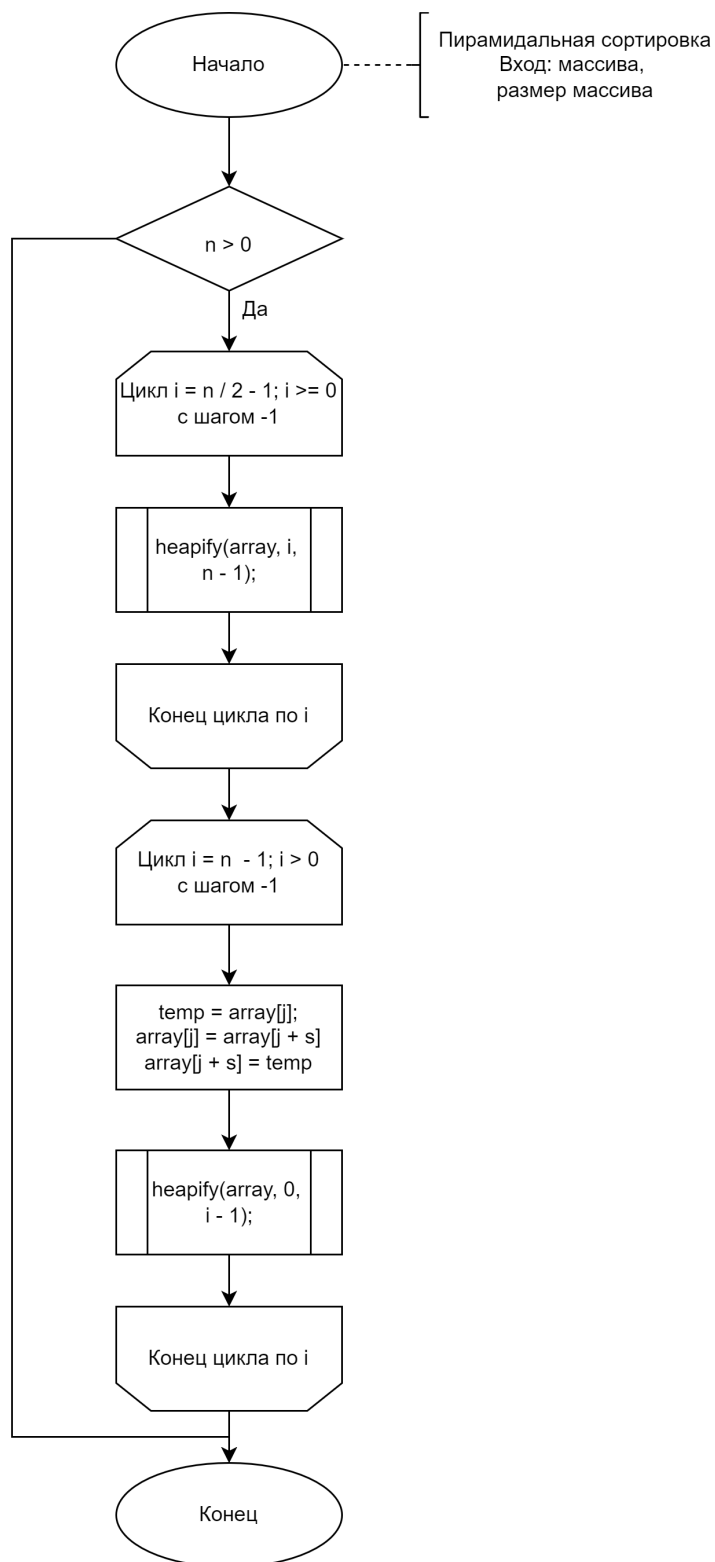 Начало
Пирамидальная сортировка
Вход: массива,
размер массива
n > 0
Да
Цикл i = n / 2 - 1; i >= 0
с шагом -1
heapify(array, i,
n - 1);
Конец цикла по i
Цикл i = n  - 1; i > 0
с шагом -1
temp = array[j];
array[j] = array[j + s]
array[j + s] = temp
heapify(array, 0,
i - 1);
Конец цикла по i
Конец